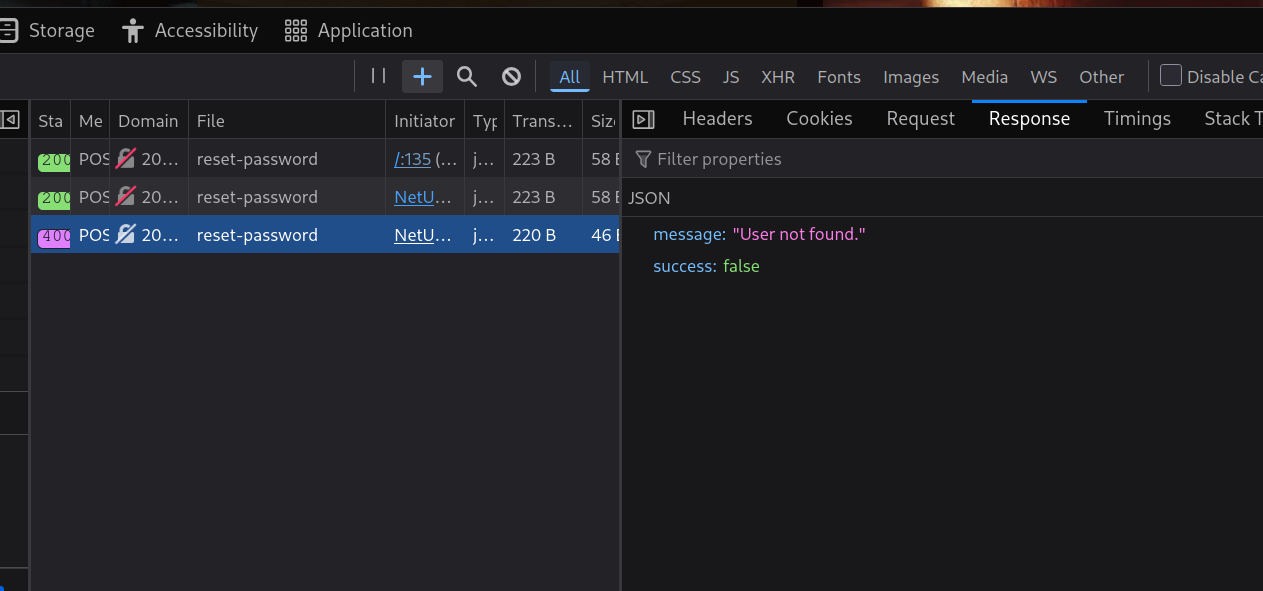 Storage Accessibility Application
All HTML CSS JS XHR Fonts Images Media WS Other Disable Ca
Sta Me Domain File Initiator Typ Trans… Size Headers Cookies Request Response Timings Stack T
200 POS 20… reset-password /:135 (… j… 223 B 58 B Filter properties
200 POS 20… reset-password NetU… j… 223 B 58 B JSON
400 POS 20… reset-password NetU… j… 220 B 46 B message: "User not found."
success: false